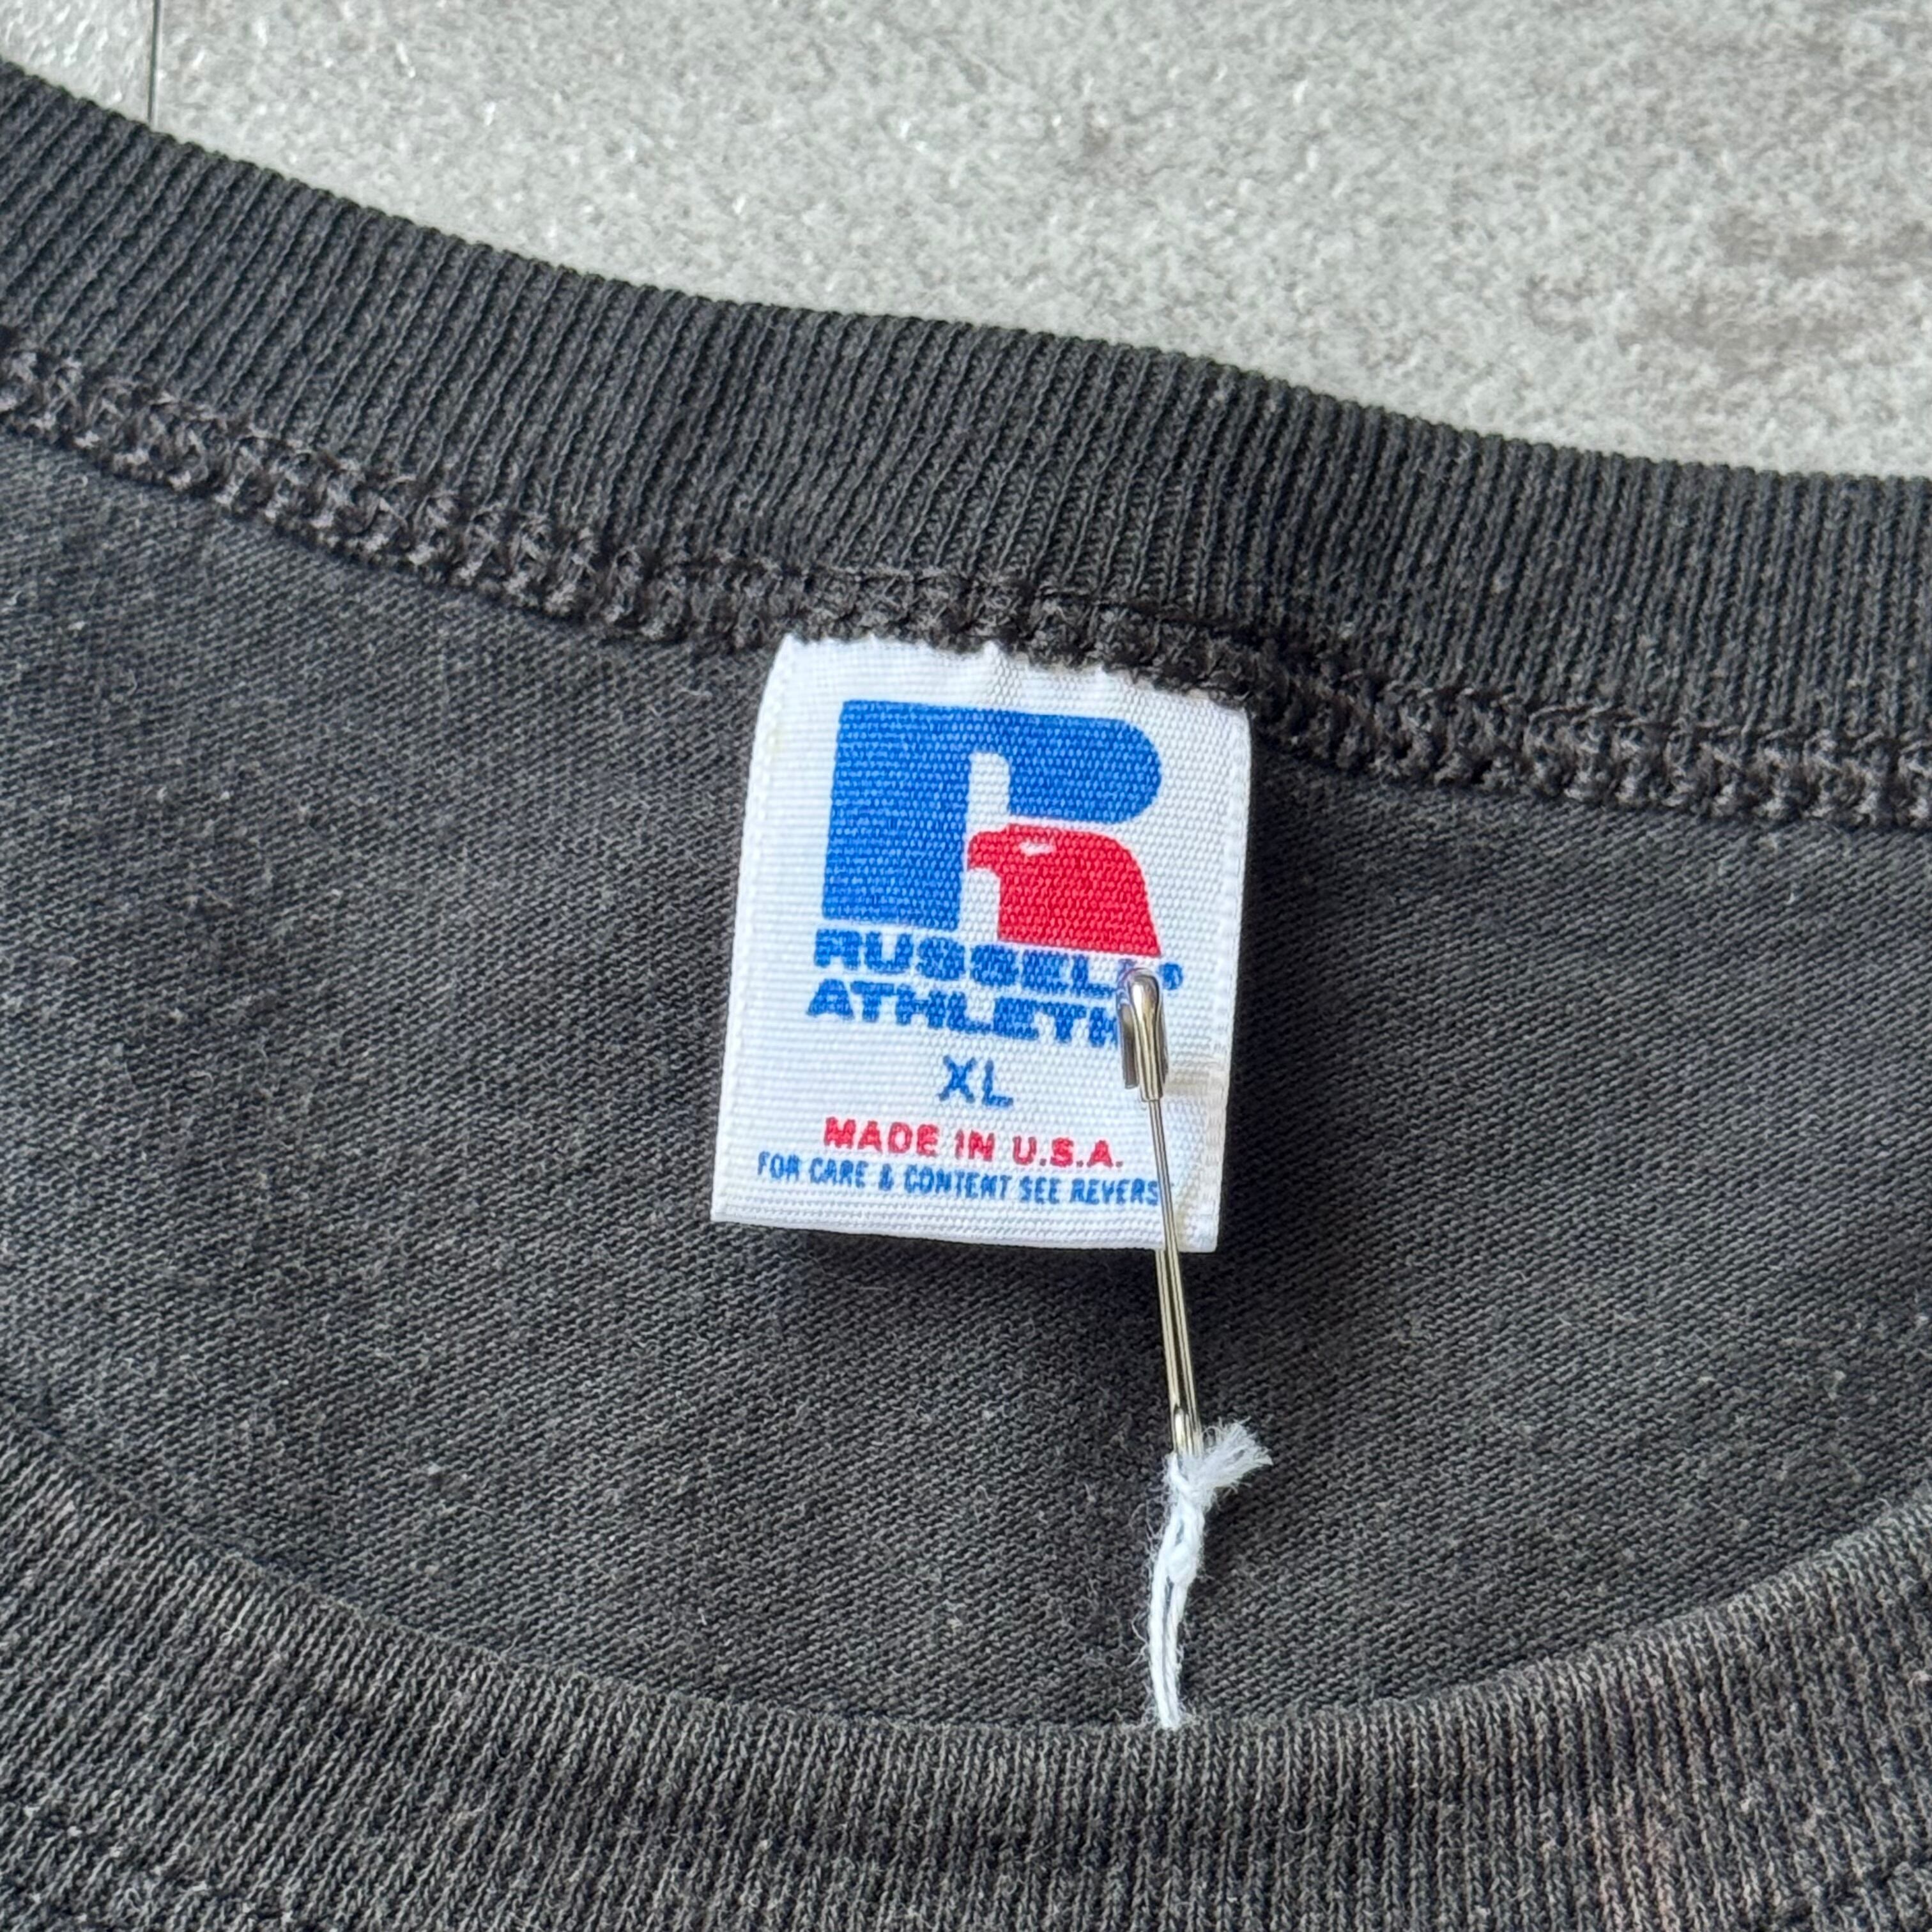 R
RUSSELL®
ATHLETIC
XL
MADE IN U.S.A.
FOR CARE & CONTENT SEE REVERSE